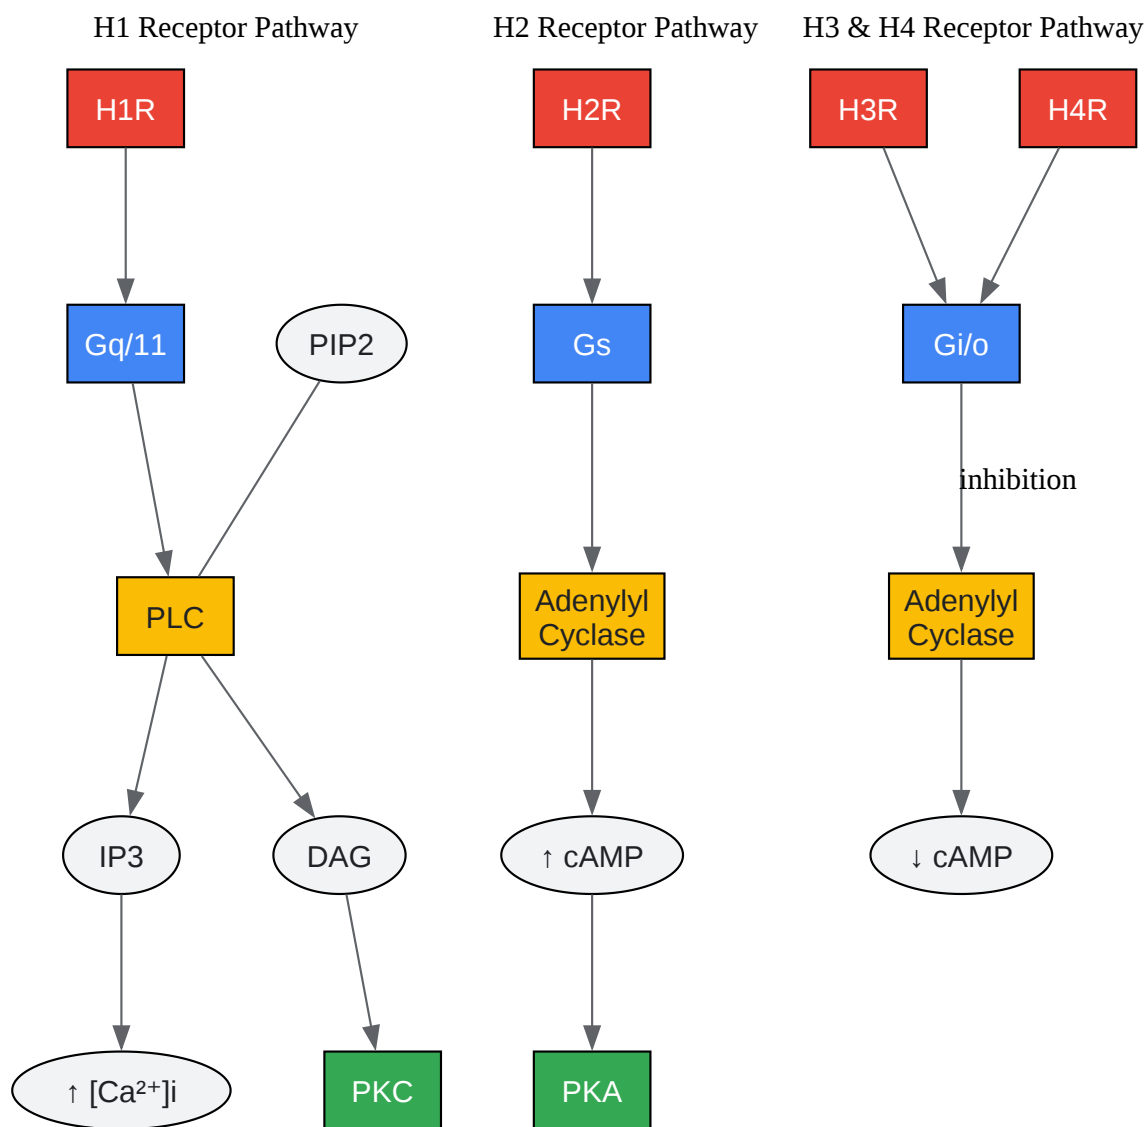 H1 Receptor Pathway
H2 Receptor Pathway
H3 & H4 Receptor Pathway
H1R
H2R
H3R
H4R
Gq/11
PIP2
Gs
Gi/o
inhibition
PLC
Adenylyl
Cyclase
Adenylyl
Cyclase
IP3
DAG
↑ cAMP
↓ cAMP
↑ [Ca²⁺]i
PKC
PKA